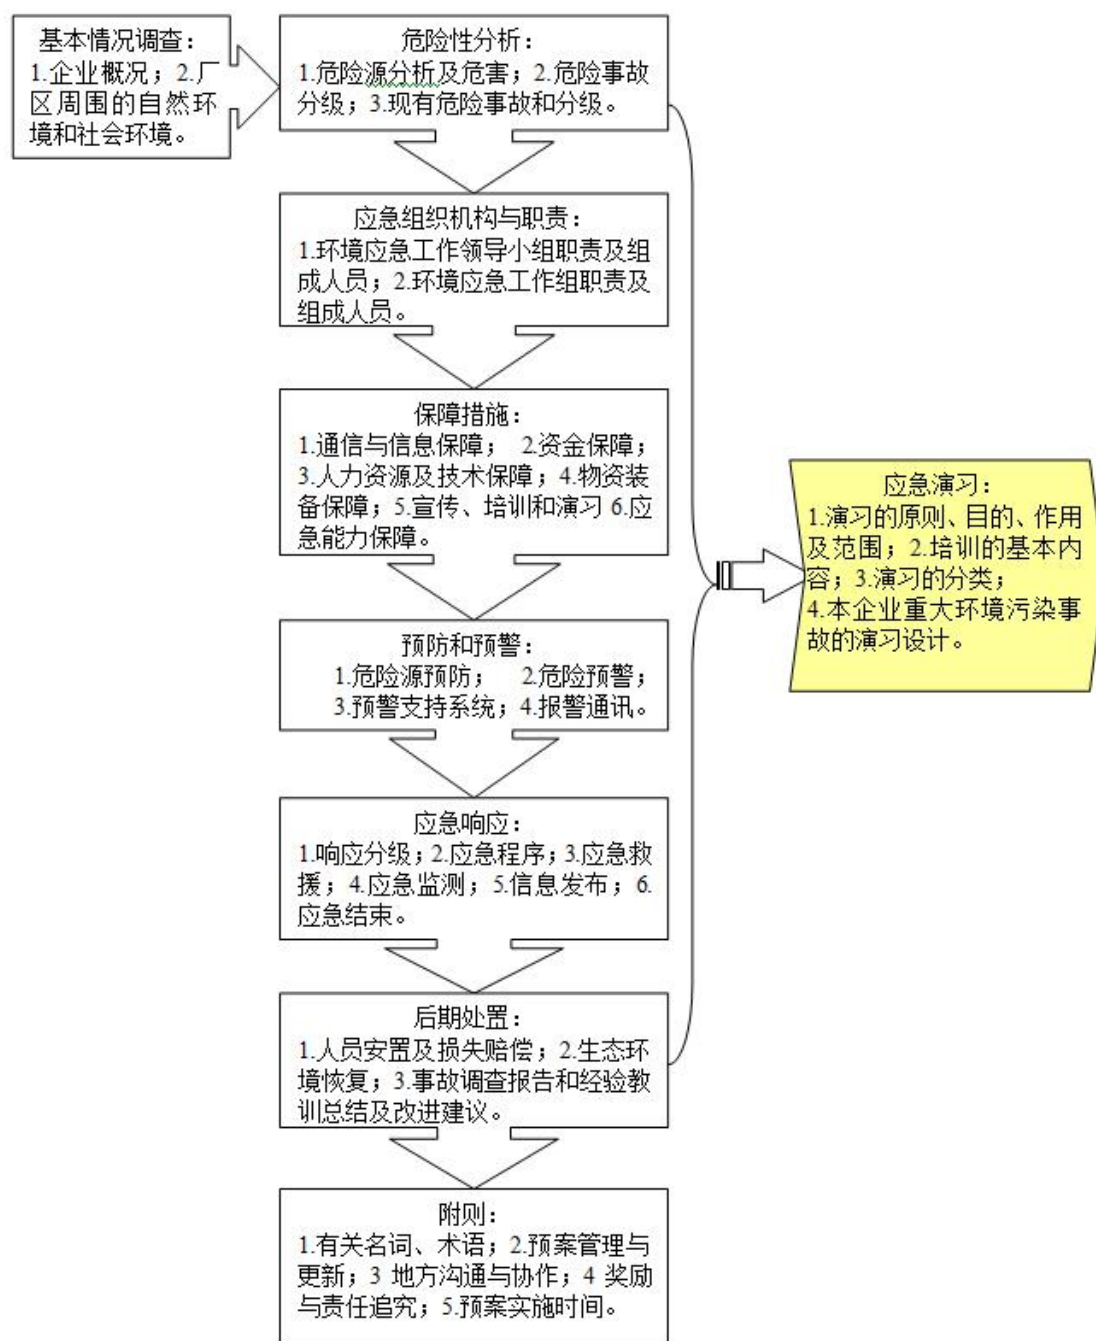 基本情况调查：
1.企业概况；2.厂
区周围的自然环
境和社会环境。
危险性分析：
1.危险源分析及危害；2.危险事故
分级；3.现有危险事故和分级。
应急组织机构与职责：
1.环境应急工作领导小组职责及组
成人员；2.环境应急工作组职责及
组成人员。
保障措施：
1.通信与信息保障； 2.资金保障；
3.人力资源及技术保障；4.物资装
备保障；5.宣传、培训和演习 6.应
急能力保障。
预防和预警：
1.危险源预防； 2.危险预警；
3.预警支持系统；4.报警通讯。
应急响应：
1.响应分级；2.应急程序；3.应急救
援；4.应急监测；5.信息发布；6.
应急结束。
后期处置：
1.人员安置及损失赔偿；2.生态环
境恢复；3.事故调查报告和经验教
训总结及改进建议。
附则：
1.有关名词、术语；2.预案管理与
更新；3 地方沟通与协作；4 奖励
与责任追究；5.预案实施时间。
应急演习：
1.演习的原则、目的、作用
及范围；2.培训的基本内
容；3.演习的分类；
4.本企业重大环境污染事
故的演习设计。